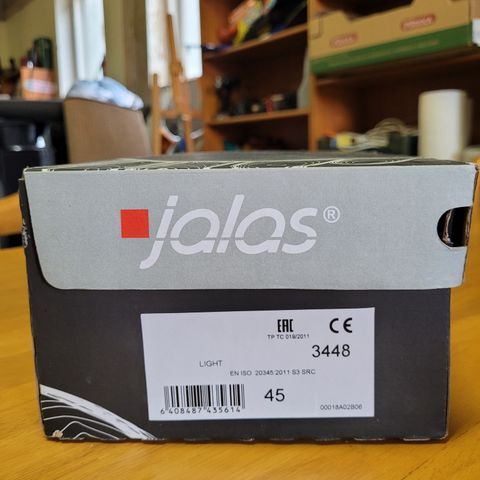 jalas®
EAC
TP TC 019/2011
CE
3448
LIGHT
EN ISO 20345:2011 S3 SRC
45
6 408487 435614
00018A02B06